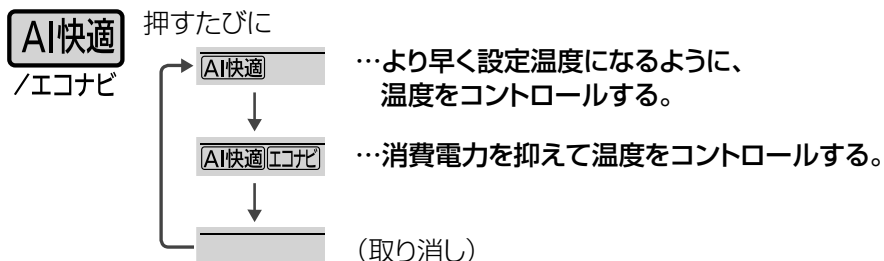 AI快適
/エコナビ
押すたびに
AI快適
…より早く設定温度になるように、
温度をコントロールする。
AI快適 エコナビ
…消費電力を抑えて温度をコントロールする。
(取り消し)